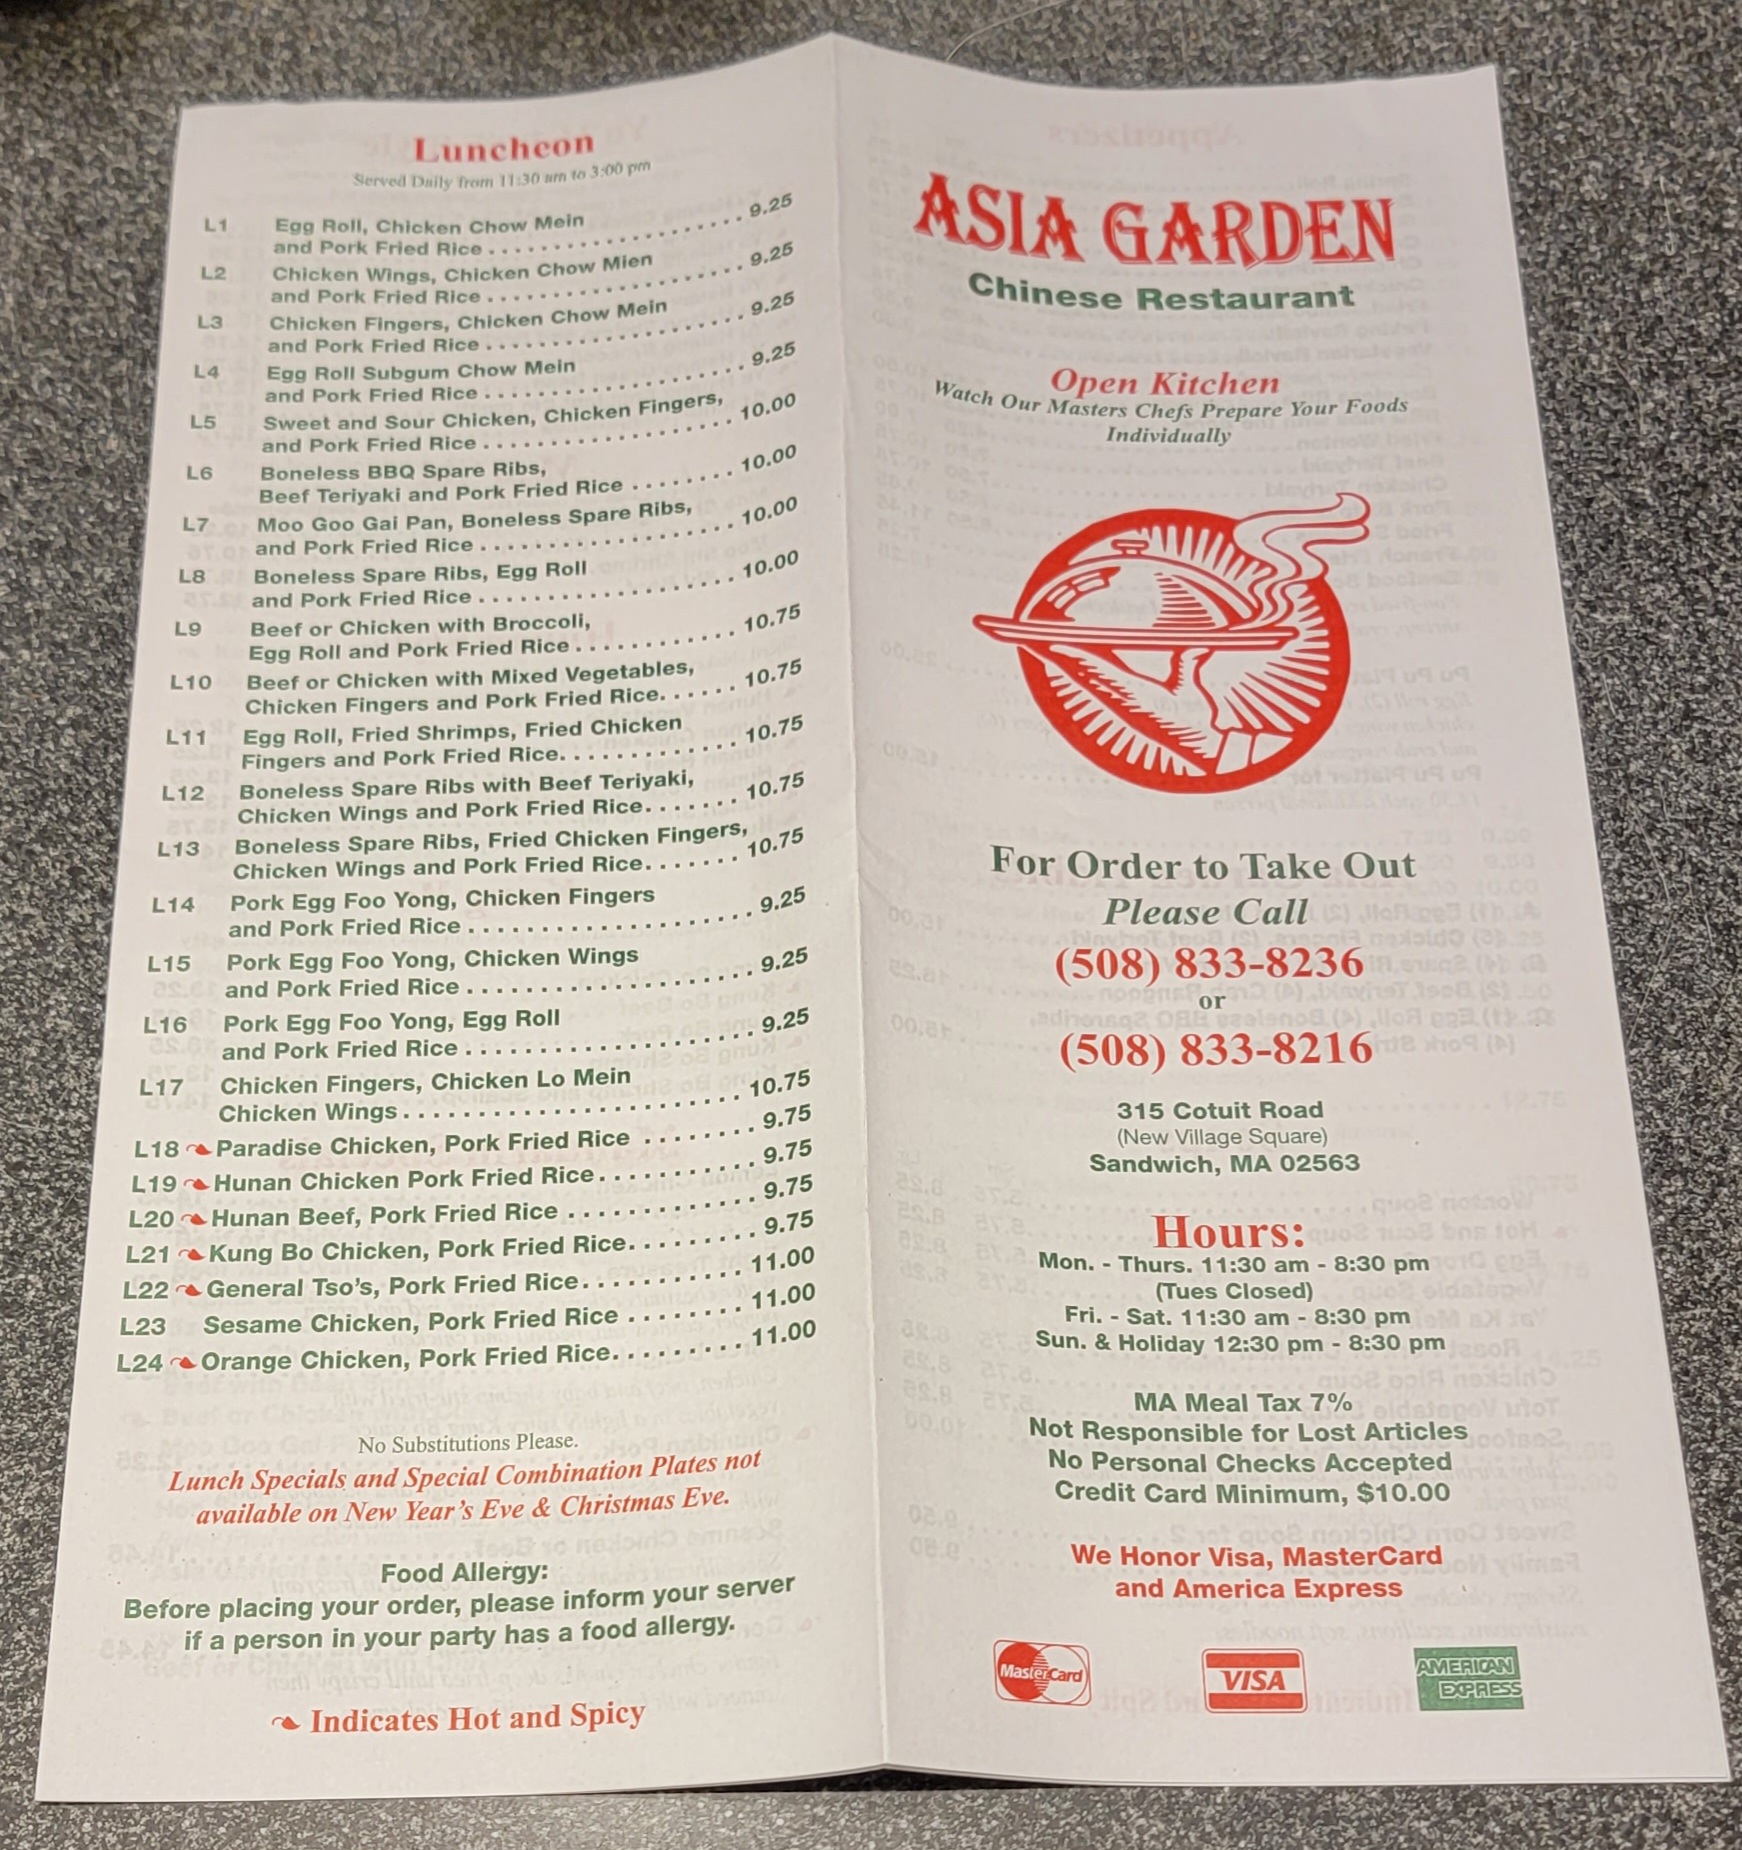 Luncheon
Served Daily from 11:30 am to 3:00 pm
L1 Egg Roll, Chicken Chow Mein
and Pork Fried Rice . . . . . . . . . . . . . . . . . . . 9.25
L2 Chicken Wings, Chicken Chow Mien
and Pork Fried Rice . . . . . . . . . . . . . . . . . . . 9.25
L3 Chicken Fingers, Chicken Chow Mein
and Pork Fried Rice . . . . . . . . . . . . . . . . . . . 9.25
L4 Egg Roll Subgum Chow Mein
and Pork Fried Rice . . . . . . . . . . . . . . . . . . . 9.25
L5 Sweet and Sour Chicken, Chicken Fingers,
and Pork Fried Rice . . . . . . . . . . . . . . . . . . . 10.00
L6 Boneless BBQ Spare Ribs,
Beef Teriyaki and Pork Fried Rice . . . . . . . . 10.00
L7 Moo Goo Gai Pan, Boneless Spare Ribs,
and Pork Fried Rice . . . . . . . . . . . . . . . . . . . 10.00
L8 Boneless Spare Ribs, Egg Roll
and Pork Fried Rice . . . . . . . . . . . . . . . . . . . 10.00
L9 Beef or Chicken with Broccoli,
Egg Roll and Pork Fried Rice . . . . . . . . . . . . 10.75
L10 Beef or Chicken with Mixed Vegetables,
Chicken Fingers and Pork Fried Rice. . . . . . 10.75
L11 Egg Roll, Fried Shrimps, Fried Chicken
Fingers and Pork Fried Rice. . . . . . . . . . . . . 10.75
L12 Boneless Spare Ribs with Beef Teriyaki,
Chicken Wings and Pork Fried Rice. . . . . . . 10.75
L13 Boneless Spare Ribs, Fried Chicken Fingers,
Chicken Wings and Pork Fried Rice. . . . . . . 10.75
L14 Pork Egg Foo Yong, Chicken Fingers
and Pork Fried Rice . . . . . . . . . . . . . . . . . . . 9.25
L15 Pork Egg Foo Yong, Chicken Wings
and Pork Fried Rice . . . . . . . . . . . . . . . . . . . 9.25
L16 Pork Egg Foo Yong, Egg Roll
and Pork Fried Rice . . . . . . . . . . . . . . . . . . . 9.25
L17 Chicken Fingers, Chicken Lo Mein
Chicken Wings . . . . . . . . . . . . . . . . . . . . . . . 10.75
L18 Paradise Chicken, Pork Fried Rice . . . . . . . . 9.75
L19 Hunan Chicken Pork Fried Rice . . . . . . . . . . . 9.75
L20 Hunan Beef, Pork Fried Rice . . . . . . . . . . . . 9.75
L21 Kung Bo Chicken, Pork Fried Rice. . . . . . . . . 9.75
L22 General Tso's, Pork Fried Rice. . . . . . . . . . . 11.00
L23 Sesame Chicken, Pork Fried Rice . . . . . . . . 11.00
L24 Orange Chicken, Pork Fried Rice. . . . . . . . . 11.00
No Substitutions Please.
Lunch Specials and Special Combination Plates not
available on New Year's Eve & Christmas Eve.
Food Allergy:
Before placing your order, please inform your server
if a person in your party has a food allergy.
Indicates Hot and Spicy
ASIA GARDEN
Chinese Restaurant
Open Kitchen
Watch Our Masters Chefs Prepare Your Foods
Individually
For Order to Take Out
Please Call
(508) 833-8236
or
(508) 833-8216
315 Cotuit Road
(New Village Square)
Sandwich, MA 02563
Hours:
Mon. - Thurs. 11:30 am - 8:30 pm
(Tues Closed)
Fri. - Sat. 11:30 am - 8:30 pm
Sun. & Holiday 12:30 pm - 8:30 pm
MA Meal Tax 7%
Not Responsible for Lost Articles
No Personal Checks Accepted
Credit Card Minimum, $10.00
We Honor Visa, MasterCard
and America Express
MasterCard
VISA
AMERICAN
EXPRESS